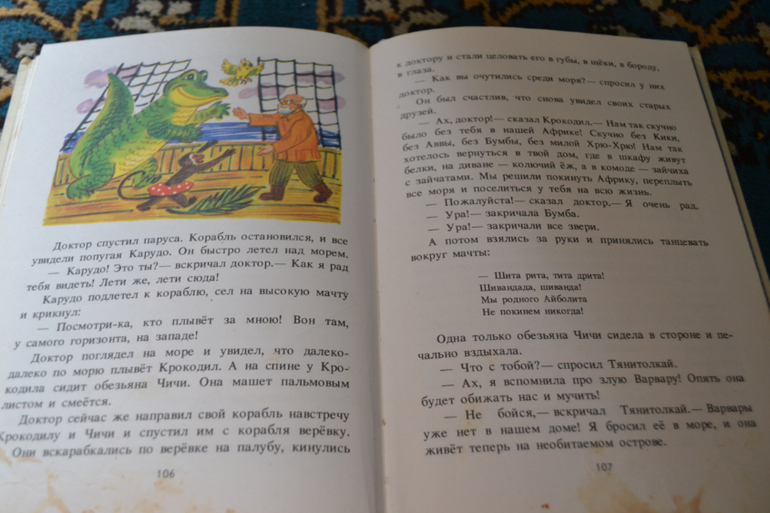 Доктор спустил паруса. Корабль остановился, и все
увидели попугая Карудо. Он быстро летел над морем.
— Карудо! Это ты?— вскричал доктор.— Как я рад
тебя видеть! Лети же, лети сюда!
Карудо подлетел к кораблю, сел на высокую мачту
и крикнул:
— Посмотри-ка, кто плывёт за мною! Вон там,
у самого горизонта, на западе!
Доктор поглядел на море и увидел, что далеко-
далеко по морю плывёт Крокодил. А на спине у Кро-
кодила сидит обезьяна Чичи. Она машет пальмовым
листом и смеётся.
Доктор сейчас же направил свой корабль навстречу
Крокодилу и Чичи и спустил им с корабля верёвку.
Они вскарабкались по верёвке на палубу, кинулись
106
к доктору и стали целовать его в губы, в щёки, в бороду,
в глаза.
— Как вы очутились среди моря?— спросил у них
доктор.
Он был счастлив, что снова увидел своих старых
друзей.
— Ах, доктор!— сказал Крокодил.— Нам так скучно
было без тебя в нашей Африке! Скучно без Кики,
без Аввы, без Бумбы, без милой Хрю-Хрю! Нам так
хотелось вернуться в твой дом, где в шкафу живут
белки, на диване — колючий ёж, а в комоде — зайчиха
с зайчатами. Мы решили покинуть Африку, переплыть
все моря и поселиться у тебя на всю жизнь.
— Пожалуйста!— сказал доктор.— Я очень рад.
— Ура!— закричала Бумба.
— Ура!— закричали все звери.
А потом взялись за руки и принялись танцевать
вокруг мачты:
— Шита рита, тита дрита!
Шивандада, шиванда!
Мы родного Айболита
Не покинем никогда!
Одна только обезьяна Чичи сидела в стороне и пе-
чально вздыхала.
— Что с тобой?— спросил Тянитолкай.
— Ах, я вспомнила про злую Варвару! Опять она
будет обижать нас и мучить!
— Не бойся,— вскричал Тянитолкай.— Варвары
уже нет в нашем доме! Я бросил её в море, и она
живёт теперь на необитаемом острове.
107